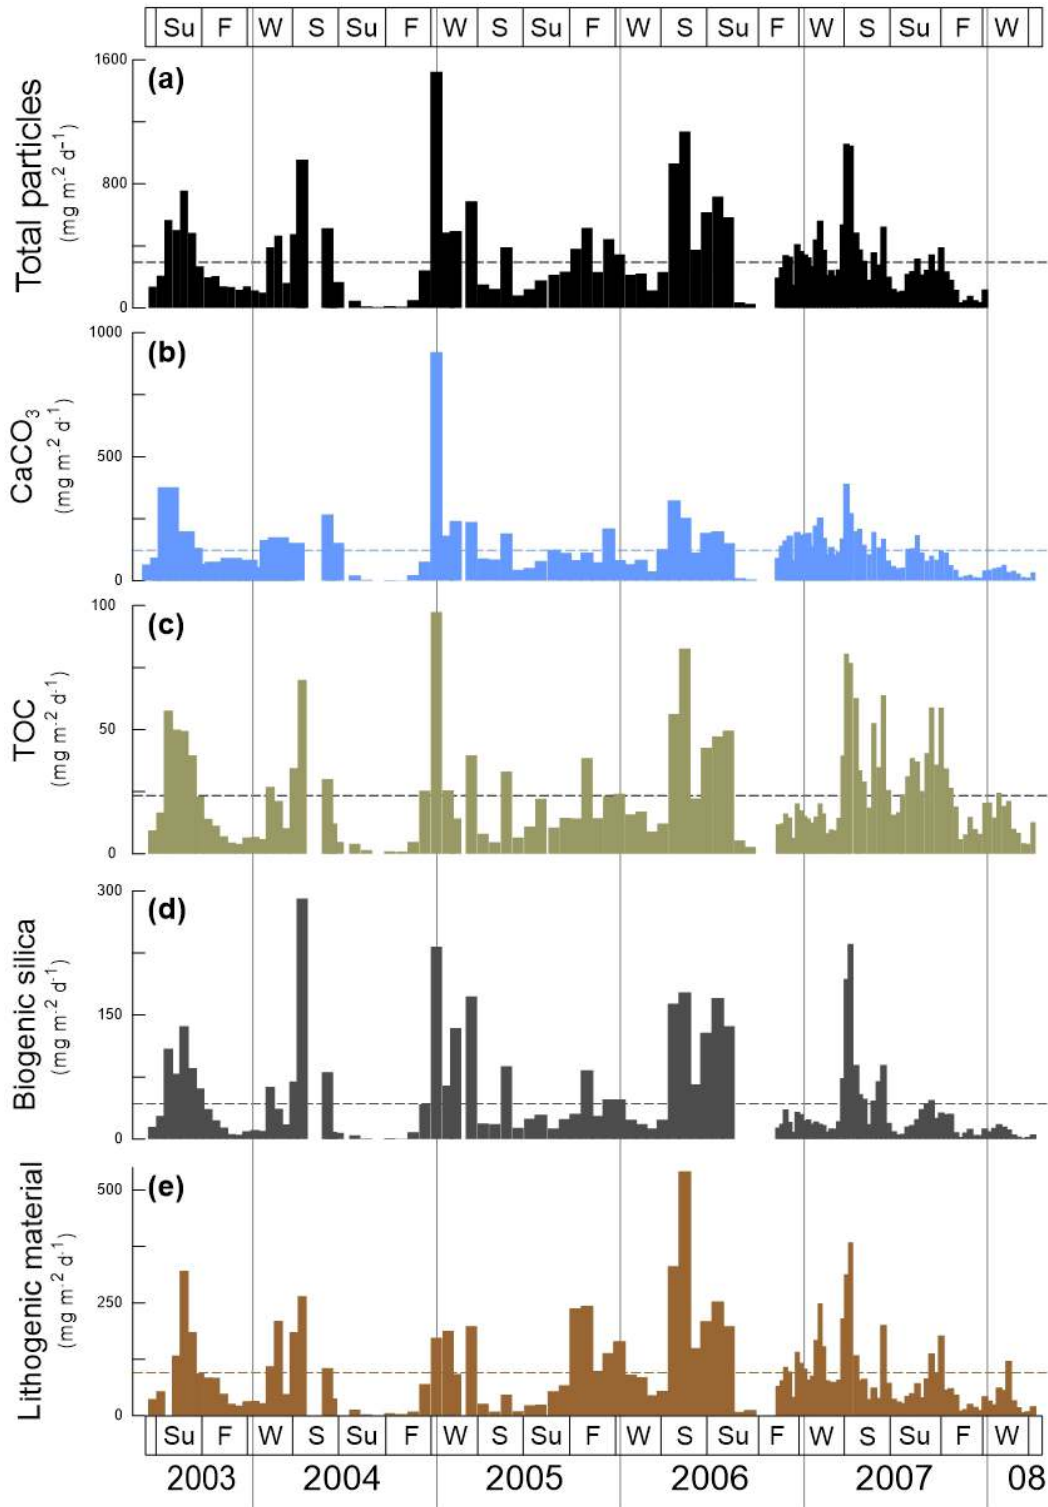 Su F W S Su F W S Su F W S Su F W S Su F W
(a)
Total particles
(mg m⁻² d⁻¹)
1600
800
0
(b)
CaCO₃
(mg m⁻² d⁻¹)
1000
500
0
(c)
TOC
(mg m⁻² d⁻¹)
100
50
0
(d)
Biogenic silica
(mg m⁻² d⁻¹)
300
150
0
(e)
Lithogenic material
(mg m⁻² d⁻¹)
500
250
0
Su F W S Su F W S Su F W S Su F W S Su F W
2003 2004 2005 2006 2007 08